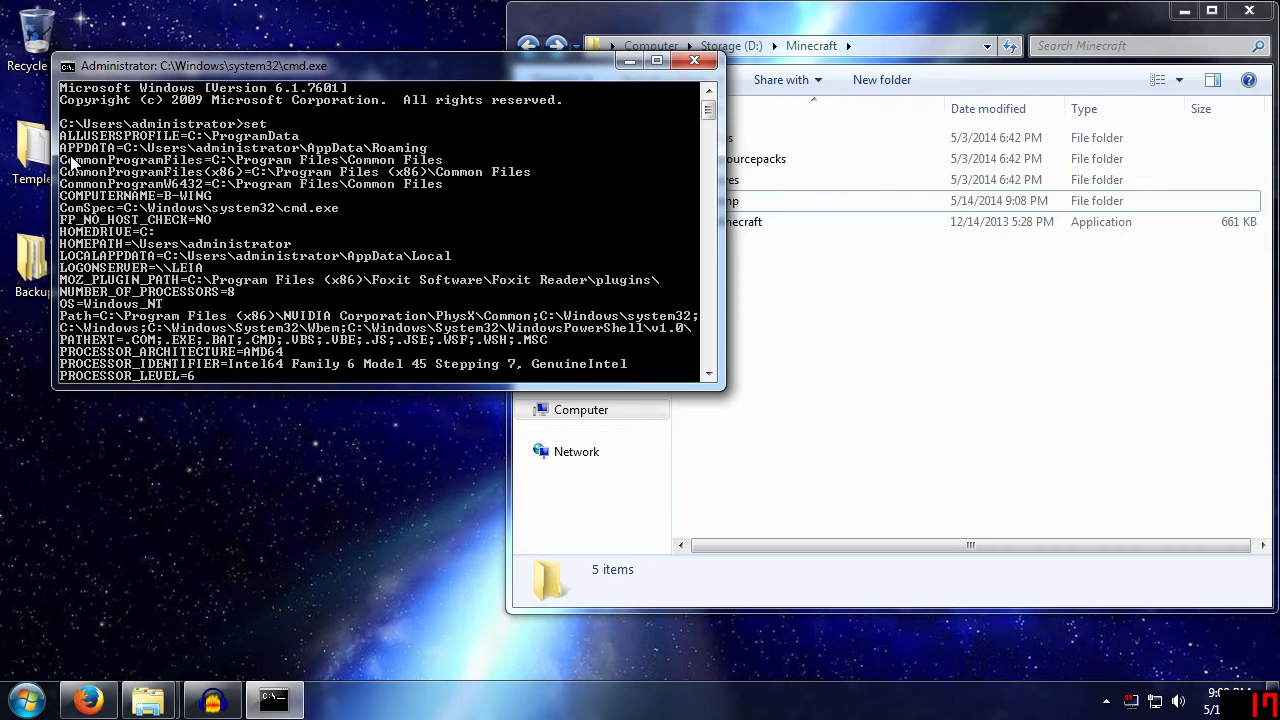 Recycle
Temple
Backup
Administrator: C:\Windows\system32\cmd.exe
Microsoft Windows [Version 6.1.7601]
Copyright (c) 2009 Microsoft Corporation.  All rights reserved.
C:\Users\administrator>set
ALLUSERSPROFILE=C:\ProgramData
APPDATA=C:\Users\administrator\AppData\Roaming
CommonProgramFiles=C:\Program Files\Common Files
CommonProgramFiles(x86)=C:\Program Files (x86)\Common Files
CommonProgramW6432=C:\Program Files\Common Files
COMPUTERNAME=B-WING
ComSpec=C:\Windows\system32\cmd.exe
FP_NO_HOST_CHECK=NO
HOMEDRIVE=C:
HOMEPATH=\Users\administrator
LOCALAPPDATA=C:\Users\administrator\AppData\Local
LOGONSERVER=\\LEIA
MOZ_PLUGIN_PATH=C:\Program Files (x86)\Foxit Software\Foxit Reader\plugins\
NUMBER_OF_PROCESSORS=8
OS=Windows_NT
Path=C:\Program Files (x86)\NVIDIA Corporation\PhysX\Common;C:\Windows\system32;
C:\Windows;C:\Windows\System32\Wbem;C:\Windows\System32\WindowsPowerShell\v1.0\
PATHEXT=.COM;.EXE;.BAT;.CMD;.VBS;.VBE;.JS;.JSE;.WSF;.WSH;.MSC
PROCESSOR_ARCHITECTURE=AMD64
PROCESSOR_IDENTIFIER=Intel64 Family 6 Model 45 Stepping 7, GenuineIntel
PROCESSOR_LEVEL=6
Computer Storage (D:) Minecraft
Search Minecraft
Share with New folder
Date modified Type Size
s 5/3/2014 6:42 PM File folder
sourcepacks 5/3/2014 6:42 PM File folder
es 5/3/2014 6:42 PM File folder
mp 5/14/2014 9:08 PM File folder
necraft 12/14/2013 5:28 PM Application 661 KB
Computer
Network
5 items
C:\
17